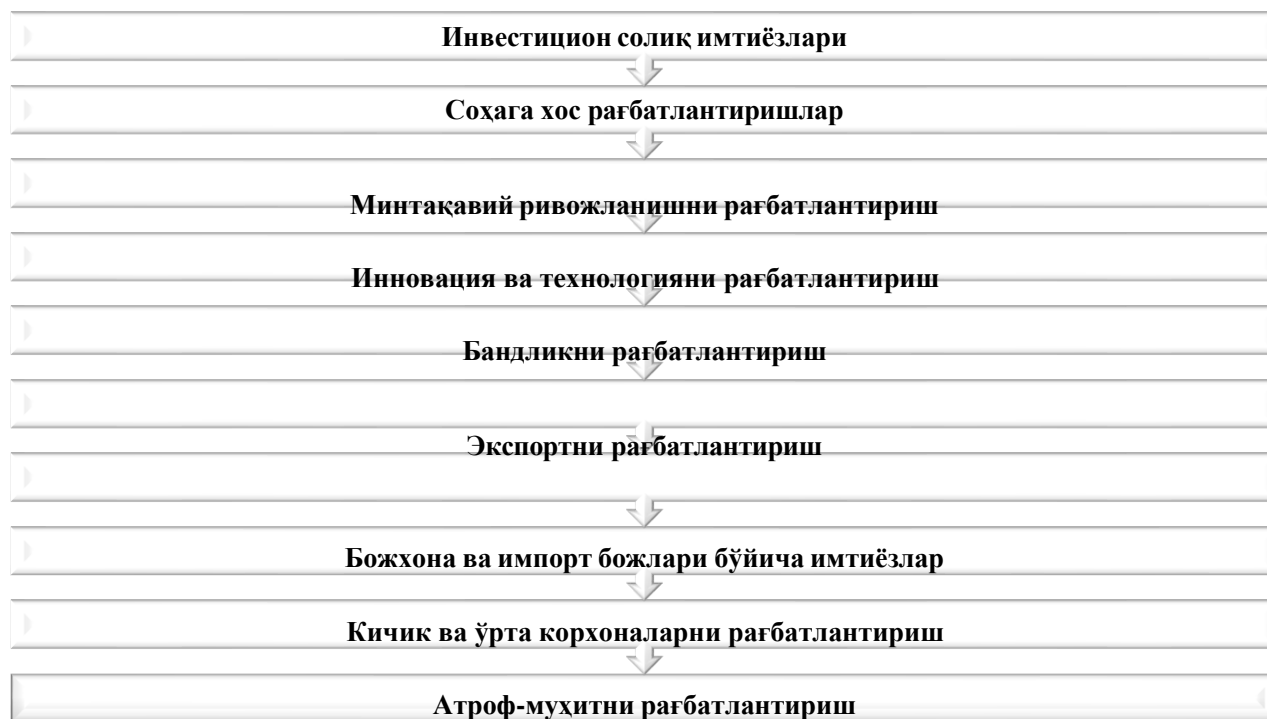 Инвестицион солиқ имтиёзлари
Соҳага хос рағбатлантиришлар
Минтақавий ривожланишни рағбатлантириш
Инновация ва технологияни рағбатлантириш
Бандликни рағбатлантириш
Экспортни рағбатлантириш
Божхона ва импорт божлари бўйича имтиёзлар
Кичик ва ўрта корхоналарни рағбатлантириш
Атроф-муҳитни рағбатлантириш